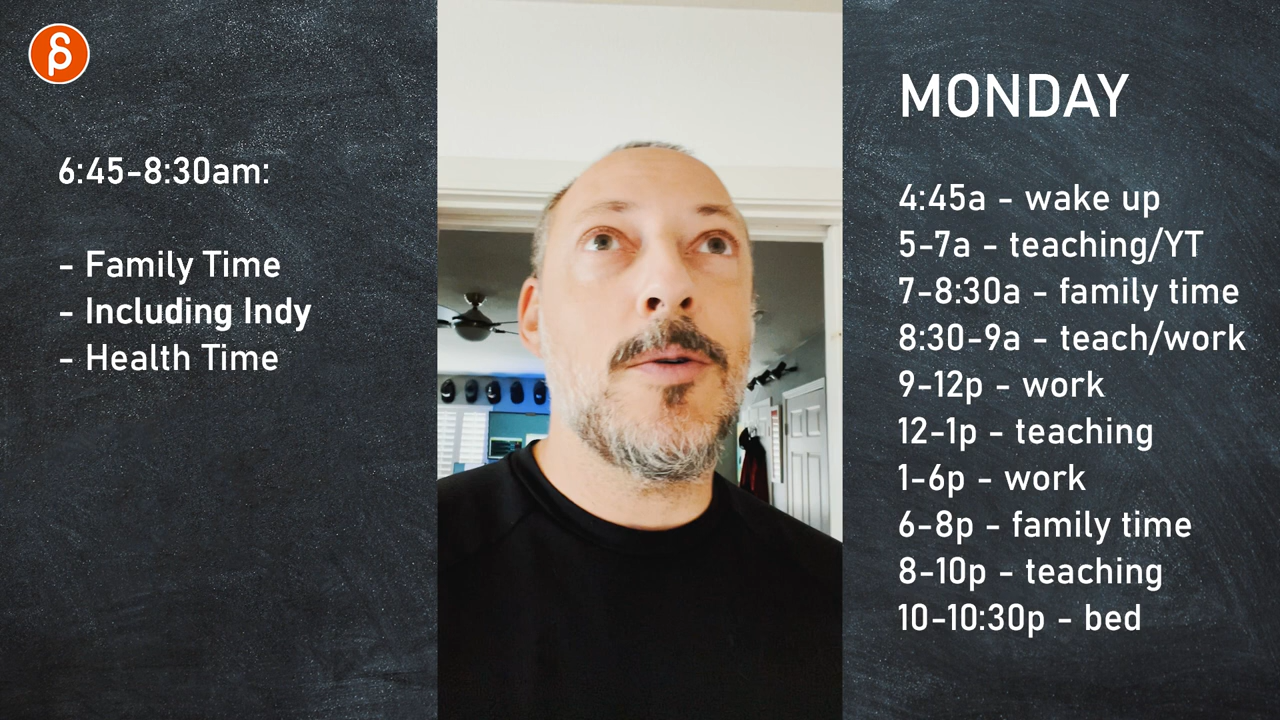 6:45-8:30am:
- Family Time
- Including Indy
- Health Time
MONDAY
4:45a - wake up
5-7a - teaching/YT
7-8:30a - family time
8:30-9a - teach/work
9-12p - work
12-1p - teaching
1-6p - work
6-8p - family time
8-10p - teaching
10-10:30p - bed